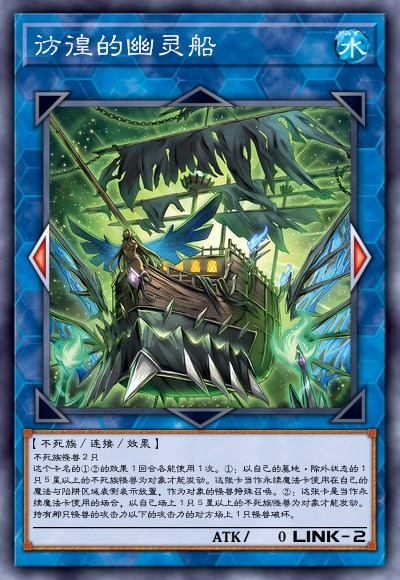 彷徨的幽灵船
水
【不死族／连接／效果】
不死族怪兽２只
这个卡名的①②的效果１回合各能使用１次。①：以自己的墓地·除外状态的１
只５星以上的不死族怪兽为对象才能发动。这张卡当作永续魔法卡使用在自己的
魔法与陷阱区域表侧表示放置，作为对象的怪兽特殊召唤。②：这张卡是当作永
续魔法卡使用的场合，以自己场上１只５星以上的不死族怪兽为对象才能发动。
持有那只怪兽的攻击力以下的攻击力的对方场上１只怪兽破坏。
ATK/ 0 LINK-2